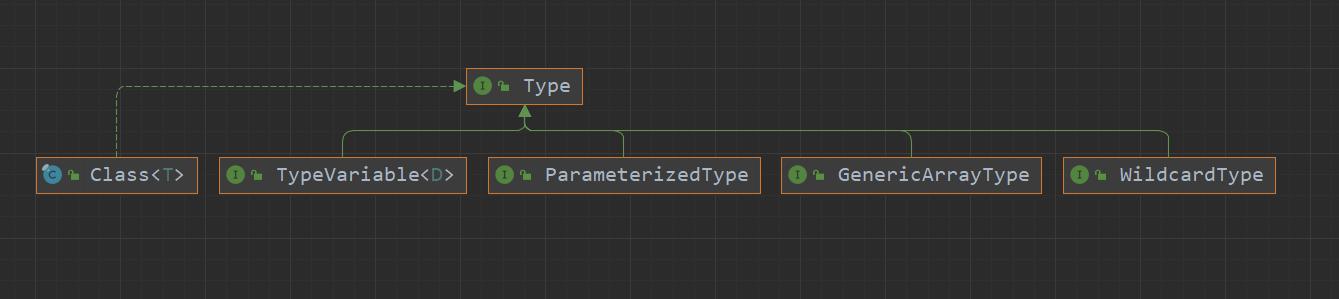 I Type
C Class<T>
I TypeVariable<D>
I ParameterizedType
I GenericArrayType
I WildcardType